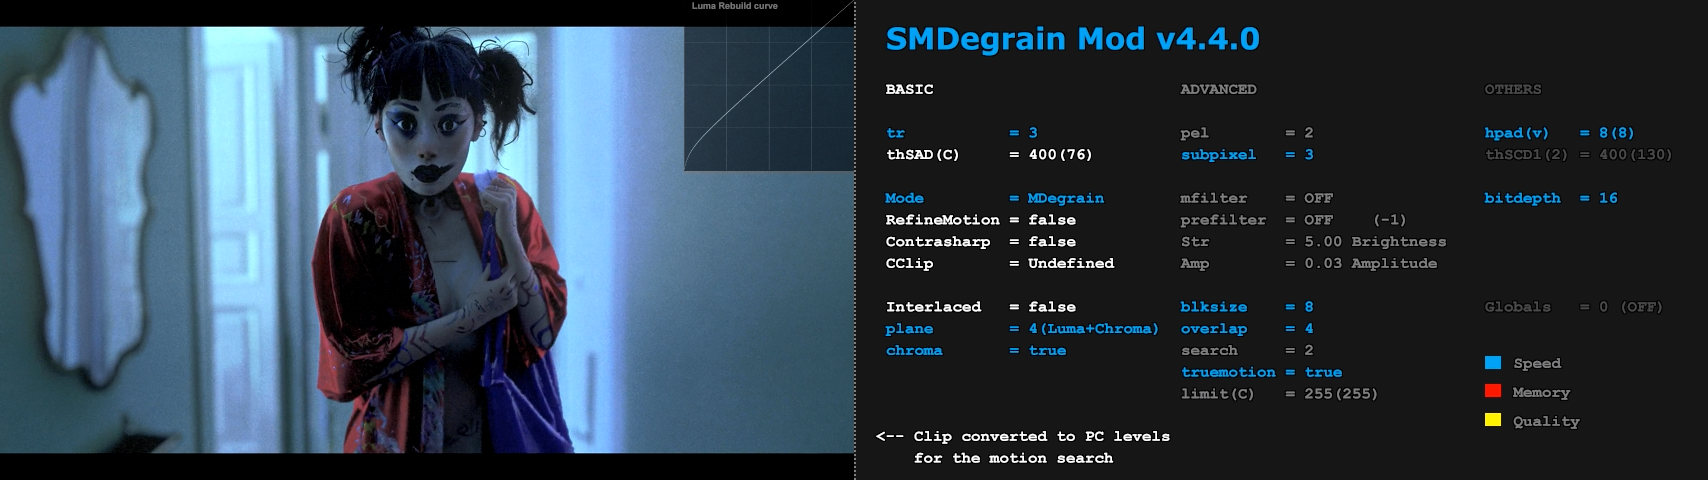 Luma Rebuild curve
SMDegrain Mod v4.4.0
BASIC ADVANCED OTHERS
tr = 3 pel = 2 hpad(v) = 8(8)
thSAD(C) = 400(76) subpixel = 3 thSCD1(2) = 400(130)
Mode = MDegrain mfilter = OFF bitdepth = 16
RefineMotion = false prefilter = OFF (-1)
Contrasharp = false Str = 5.00 Brightness
CClip = Undefined Amp = 0.03 Amplitude
Interlaced = false blksize = 8 Globals = 0 (OFF)
plane = 4(Luma+Chroma) overlap = 4
chroma = true search = 2
Speed
truemotion = true
limit(C) = 255(255) Memory
Quality
<-- Clip converted to PC levels
for the motion search